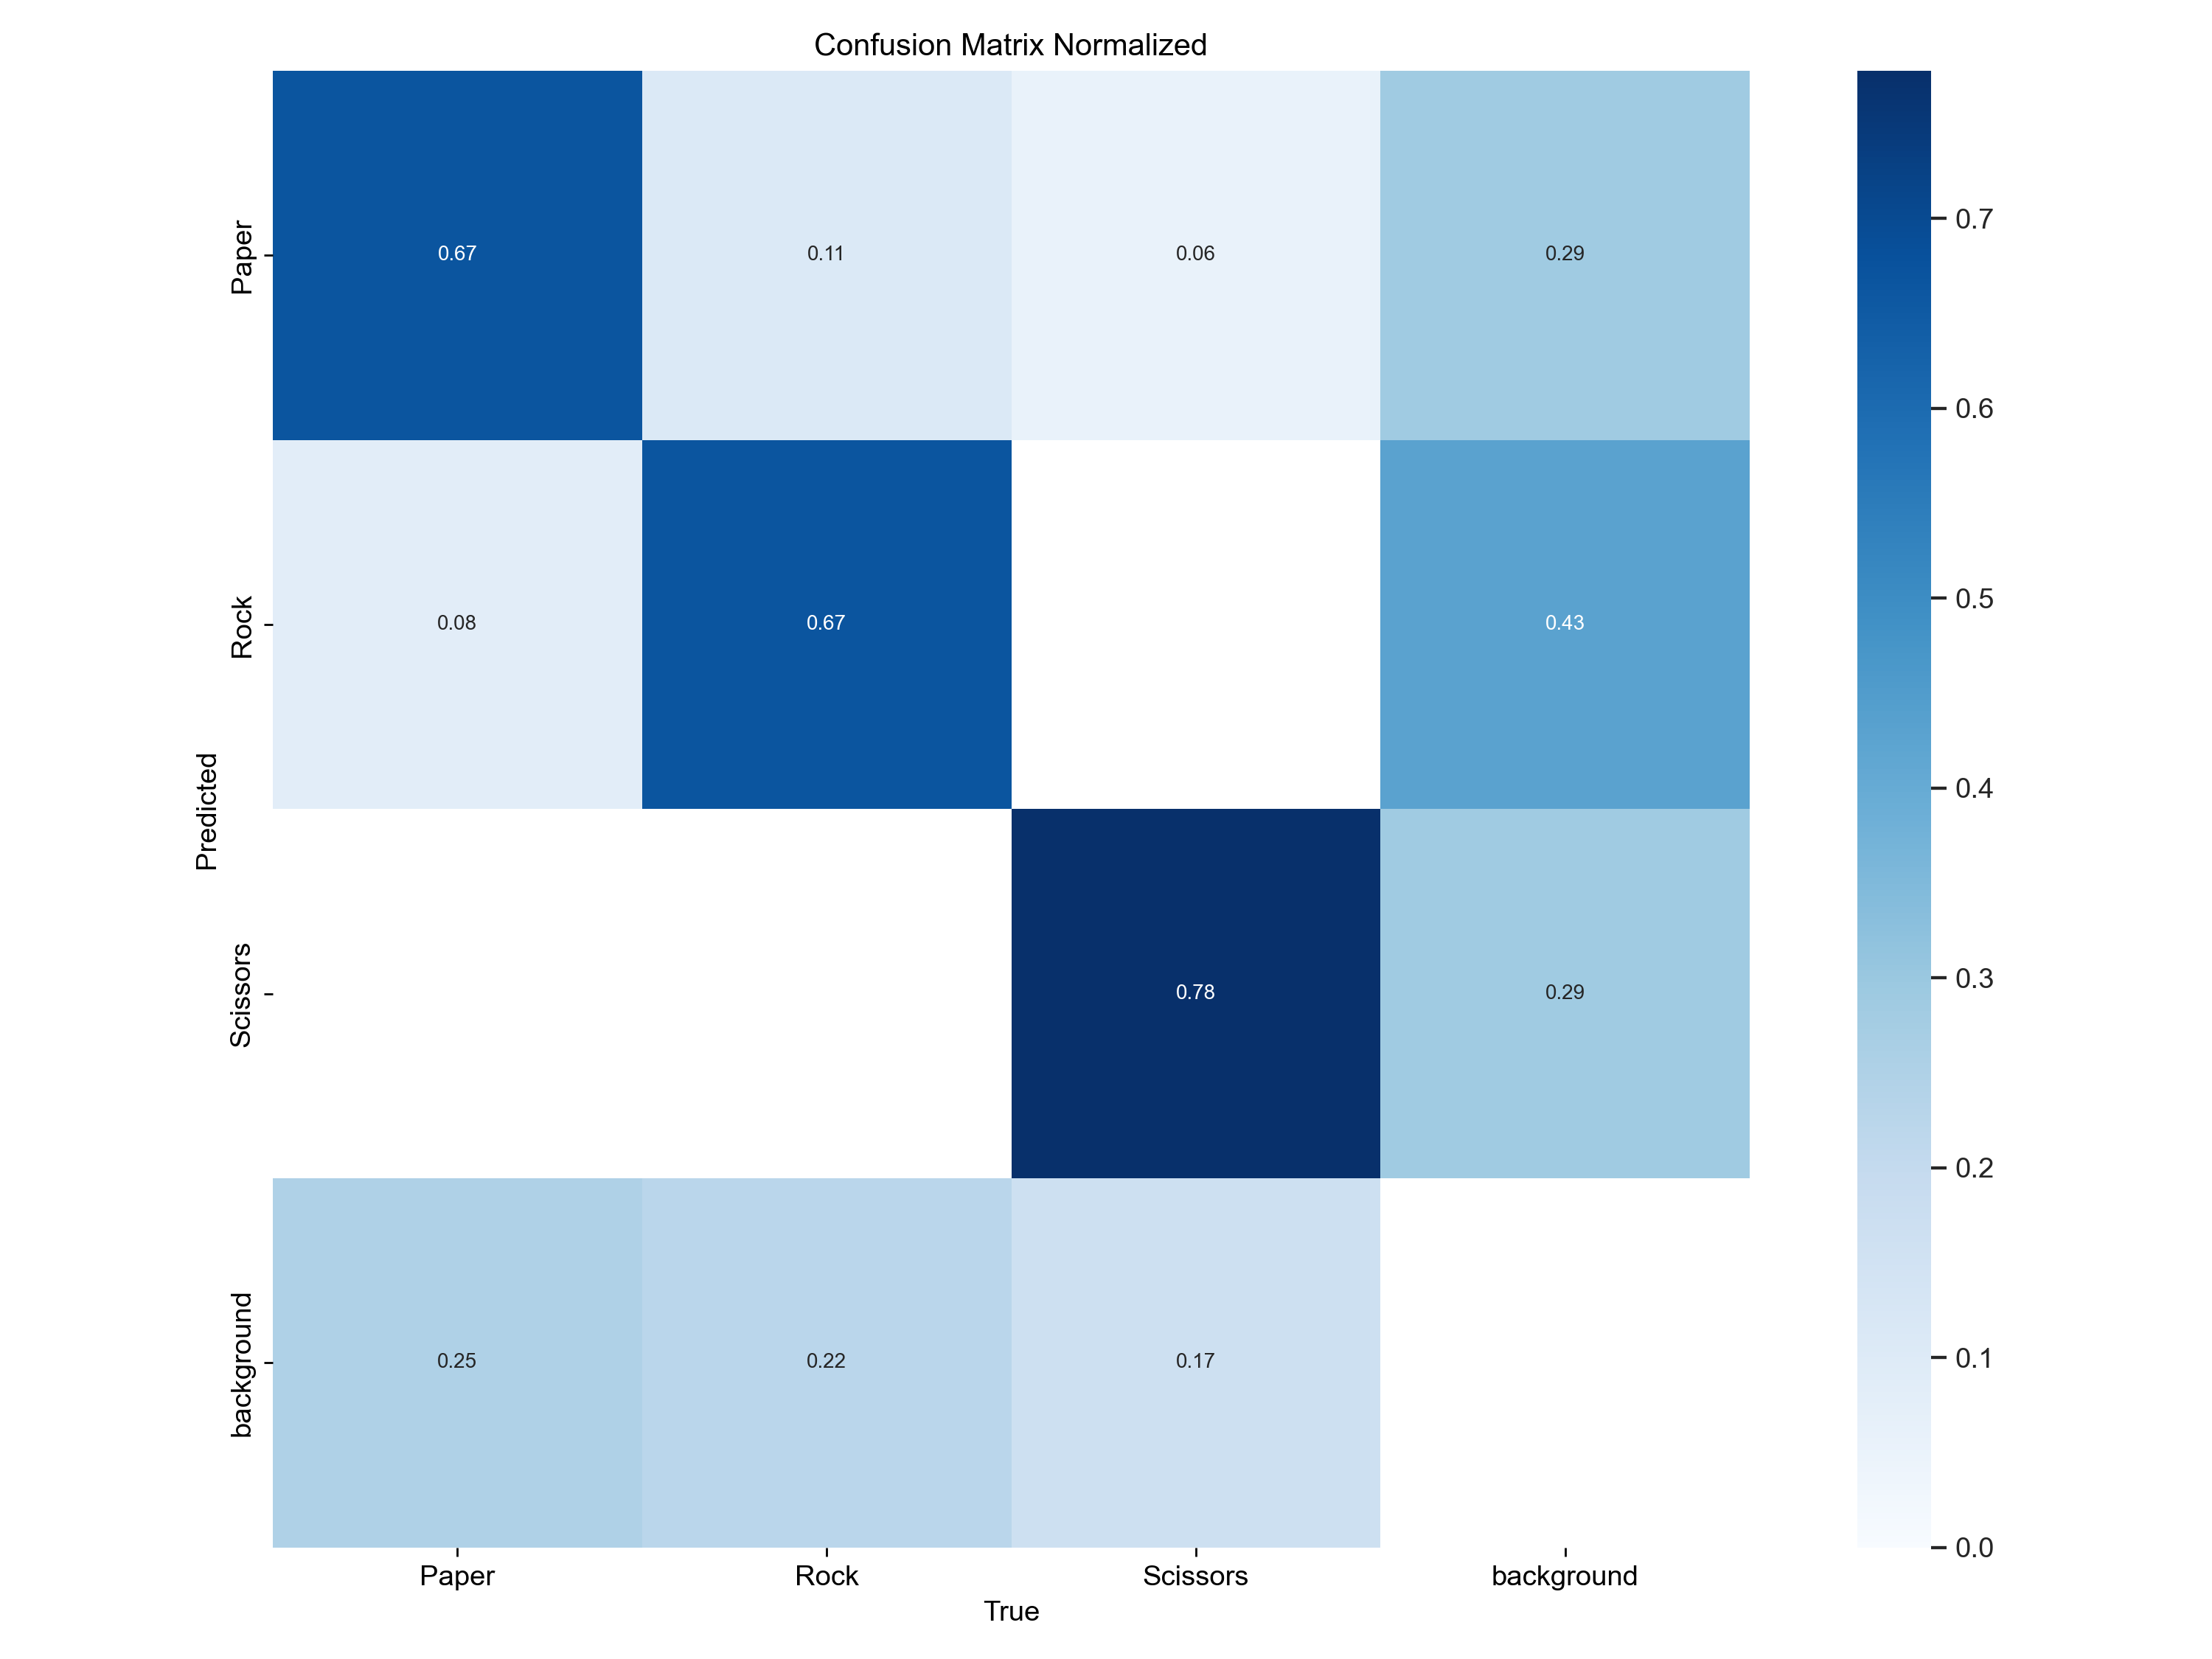 Confusion Matrix Normalized
Predicted
Paper
0.67
0.11
0.06
0.29
Rock
0.08
0.67
0.43
Scissors
0.78
0.29
background
0.25
0.22
0.17
Paper
Rock
Scissors
background
True
0.7
0.6
0.5
0.4
0.3
0.2
0.1
0.0